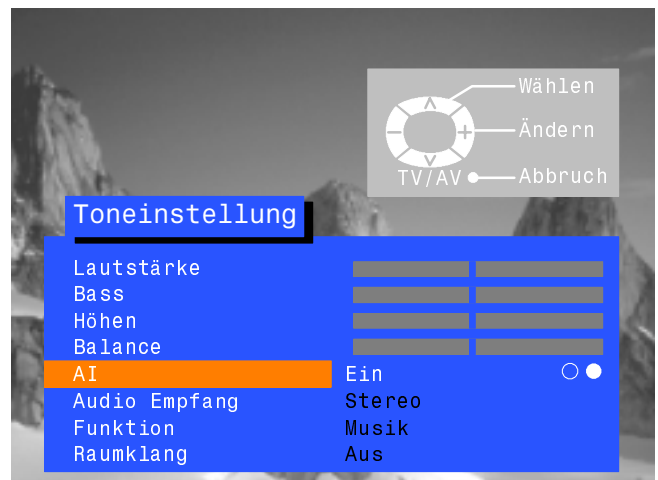 Wählen
Ändern
TV/AV Abbruch
Toneinstellung
Lautstärke
Bass
Höhen
Balance
AI Ein
Audio Empfang Stereo
Funktion Musik
Raumklang Aus